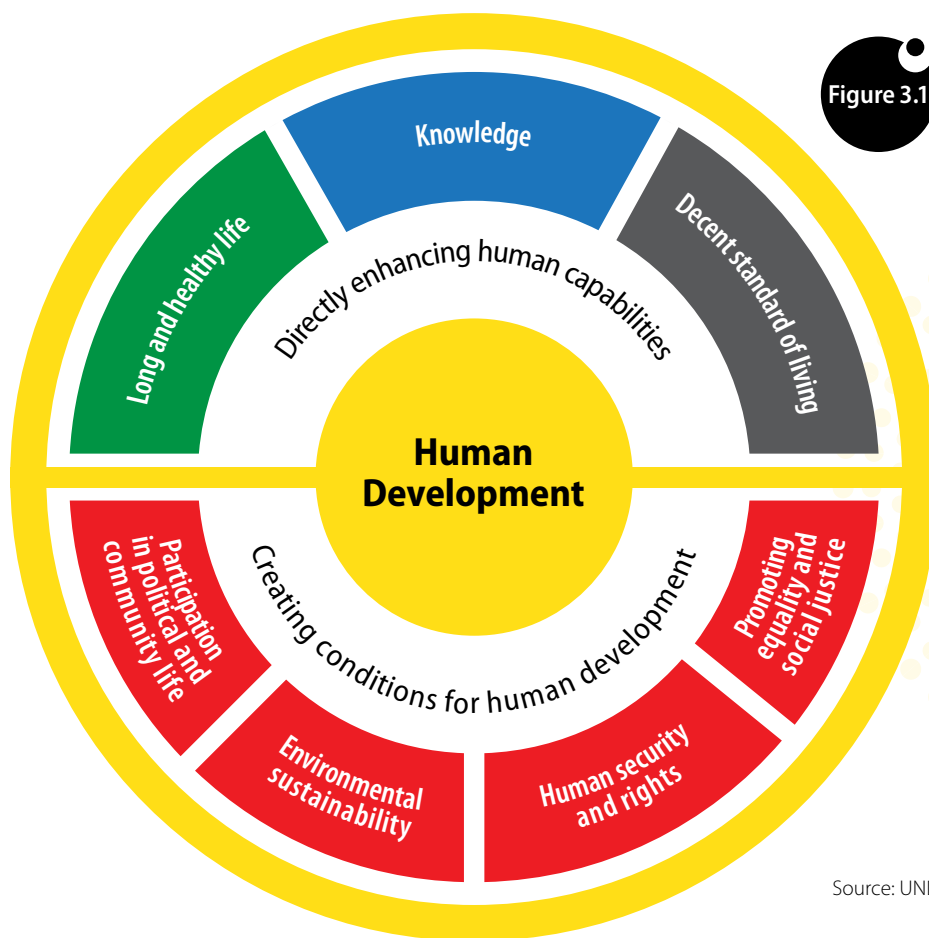 Figure 3.1
Knowledge
Long and healthy life
Decent standard of living
Directly enhancing human capabilities
Human
Development
Creating conditions for human development
Participation
in political and
community life
Environmental
sustainability
Human security
and rights
Promoting
equality and
social justice
Source: